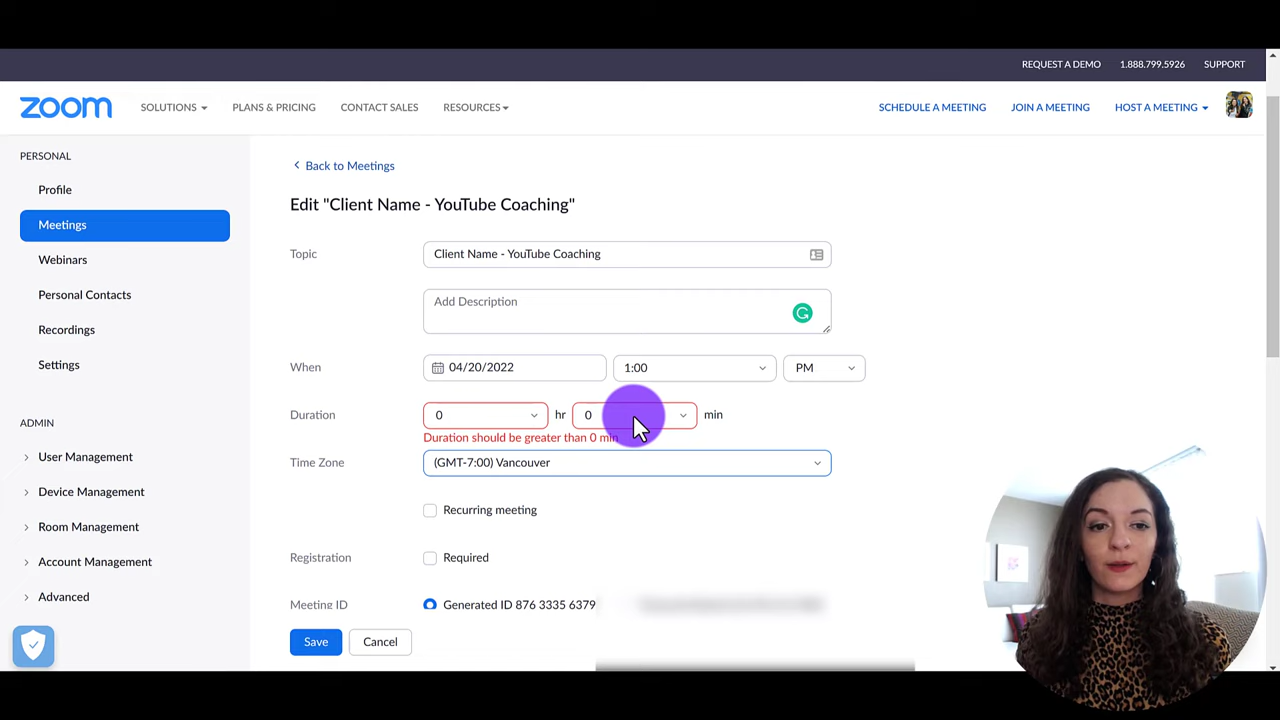 REQUEST A DEMO 1.888.799.5926 SUPPORT
zoom SOLUTIONS PLANS & PRICING CONTACT SALES RESOURCES SCHEDULE A MEETING JOIN A MEETING HOST A MEETING
PERSONAL
Profile
Meetings
Webinars
Personal Contacts
Recordings
Settings
ADMIN
User Management
Device Management
Room Management
Account Management
Advanced
Back to Meetings
Edit "Client Name - YouTube Coaching"
Topic Client Name - YouTube Coaching
Add Description
When 04/20/2022 1:00 PM
Duration 0 hr 0 min
Duration should be greater than 0 min
Time Zone (GMT-7:00) Vancouver
Recurring meeting
Registration Required
Meeting ID Generated ID 876 3335 6379
Save Cancel